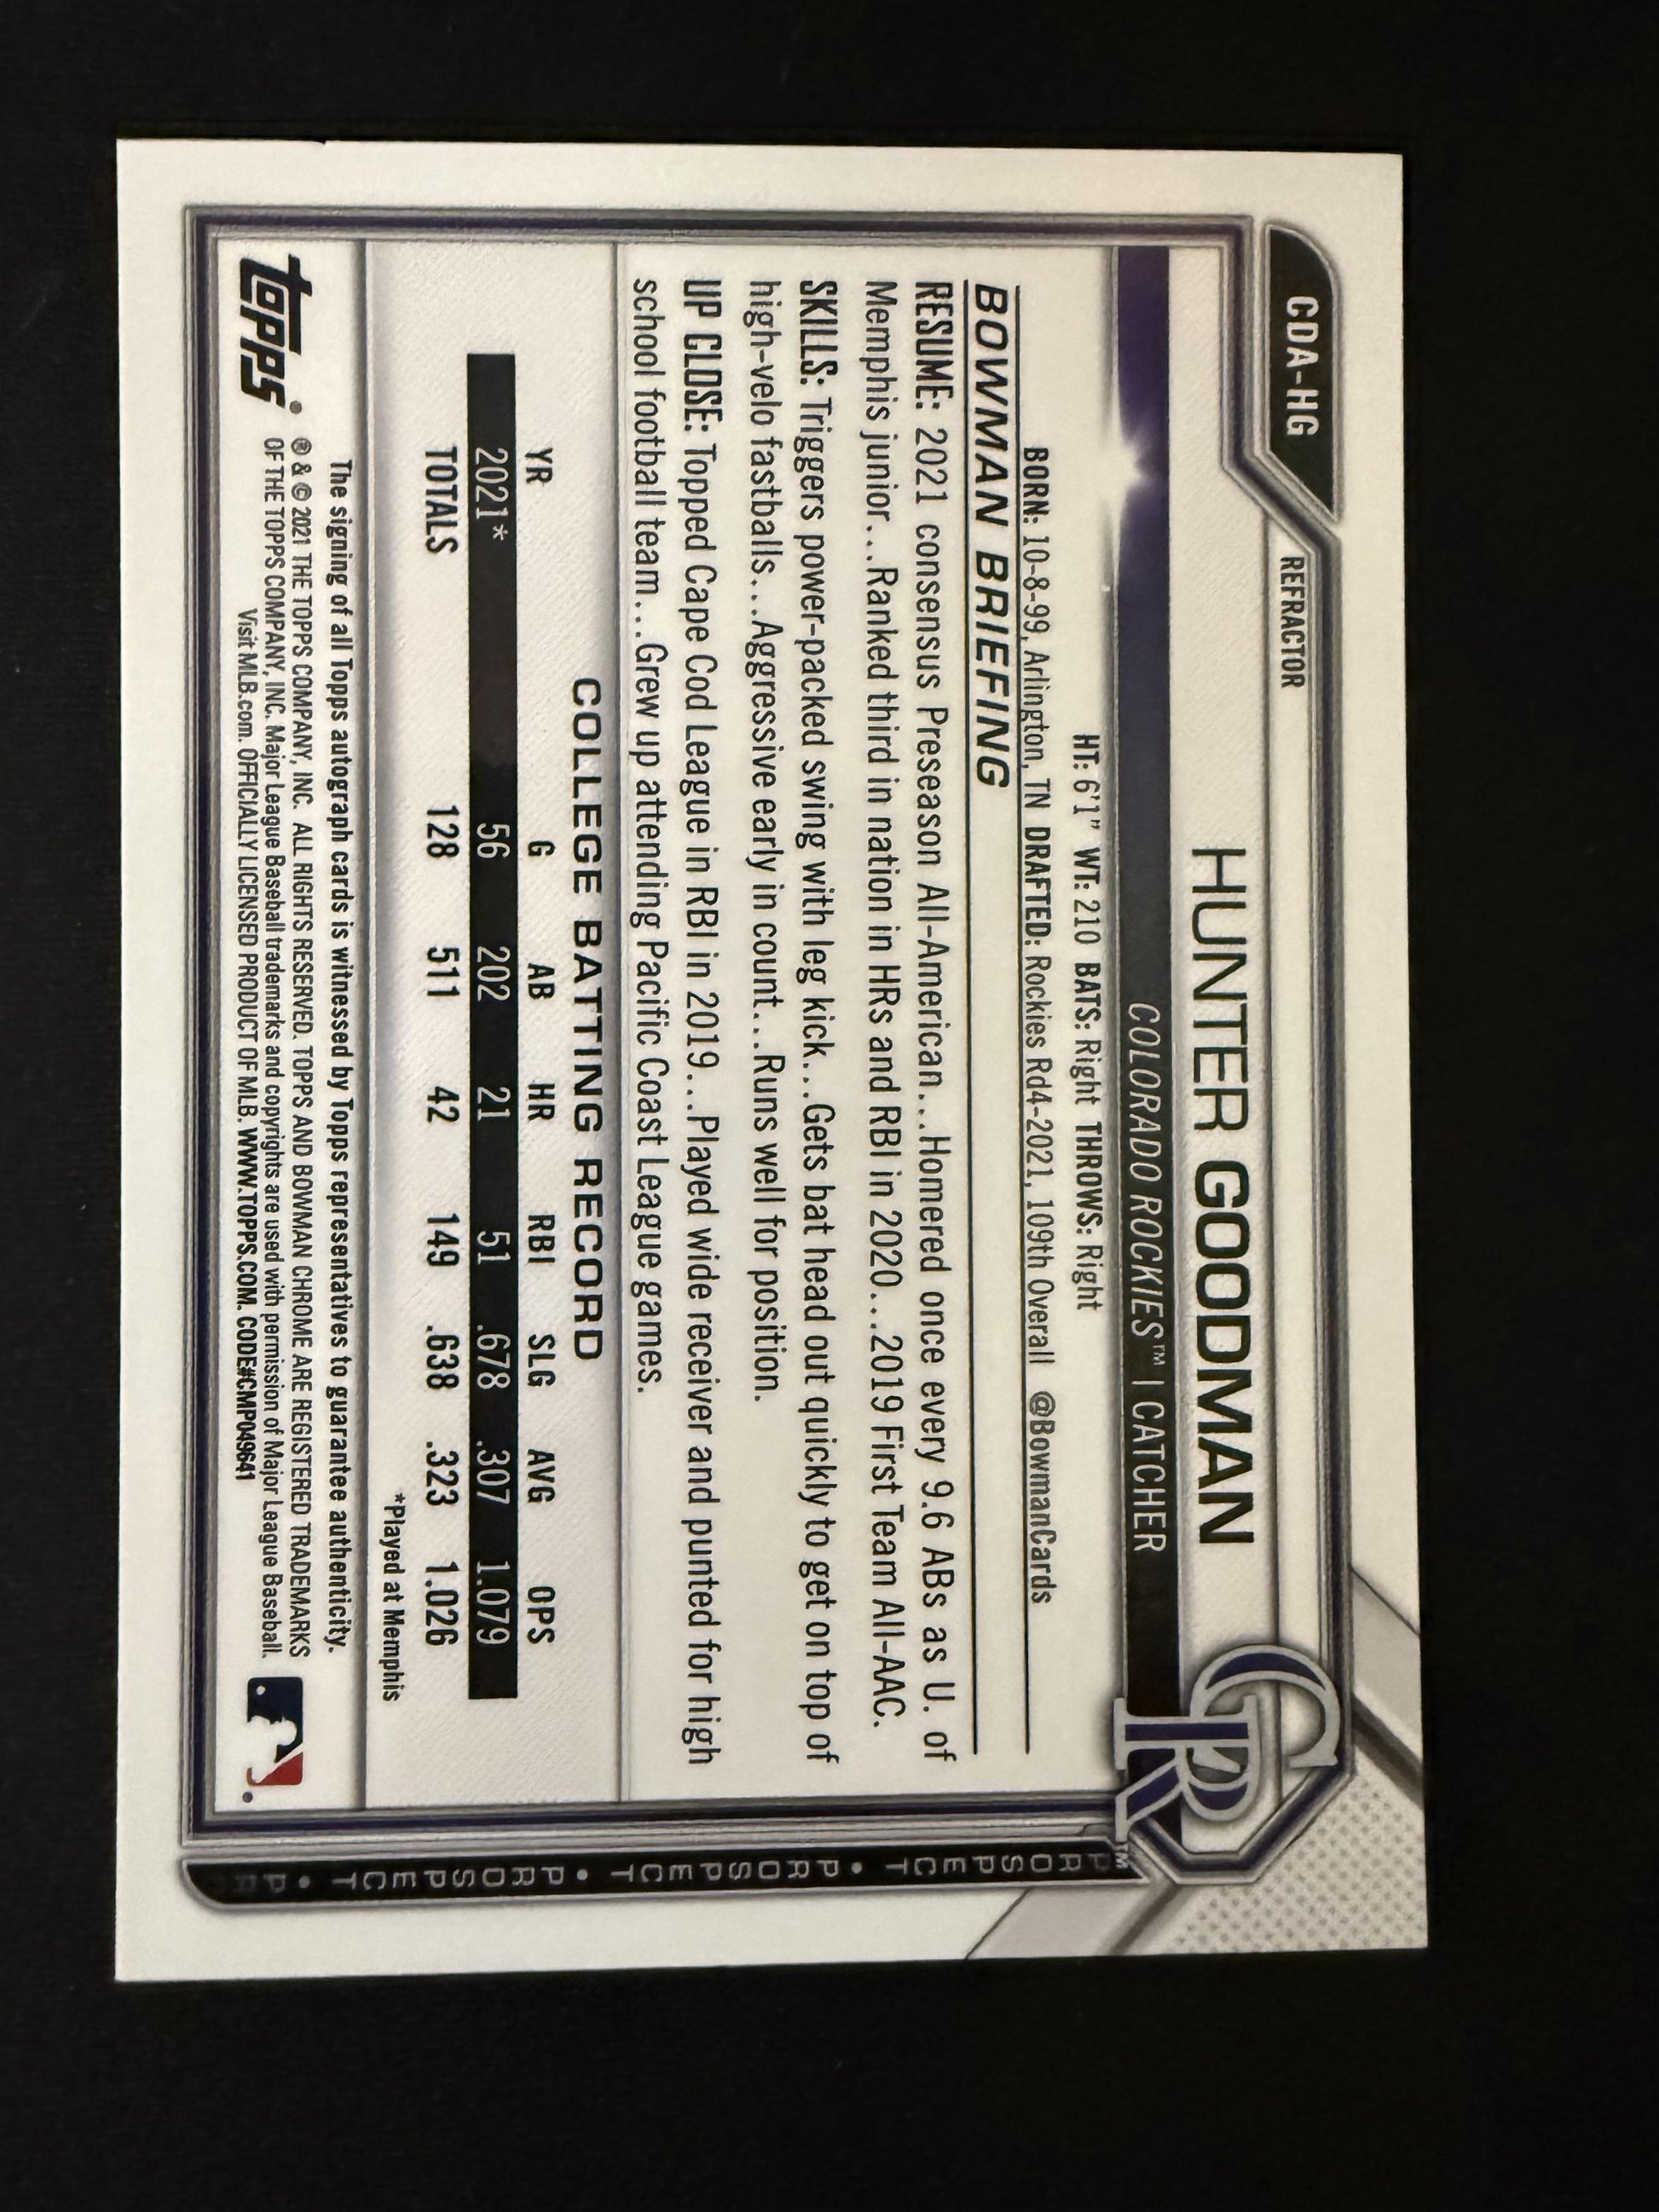 CDA-HG
REFRACTOR
HUNTER GOODMAN
COLORADO ROCKIES™ | CATCHER
CR™
HT: 6'1" WT: 210 BATS: Right THROWS: Right
BORN: 10-8-99, Arlington, TN DRAFTED: Rockies Rd4-2021, 109th Overall @BowmanCards
BOWMAN BRIEFING
RESUME: 2021 consensus Preseason All-American...Homered once every 9.6 ABs as U. of
Memphis junior...Ranked third in nation in HRs and RBI in 2020...2019 First Team All-AAC.
SKILLS: Triggers power-packed swing with leg kick...Gets bat head out quickly to get on top of
high-velo fastballs...Aggressive early in count...Runs well for position.
UP CLOSE: Topped Cape Cod League in RBI in 2019...Played wide receiver and punted for high
school football team...Grew up attending Pacific Coast League games.
COLLEGE BATTING RECORD
YR G AB HR RBI SLG AVG OPS
2021* 56 202 21 51 .678 .307 1.079
TOTALS 128 511 42 149 .638 .323 1.026
*Played at Memphis
The signing of all Topps autograph cards is witnessed by Topps representatives to guarantee authenticity.
topps
® & © 2021 THE TOPPS COMPANY, INC. ALL RIGHTS RESERVED. TOPPS AND BOWMAN CHROME ARE REGISTERED TRADEMARKS
OF THE TOPPS COMPANY, INC. Major League Baseball trademarks and copyrights are used with permission of Major League Baseball.
Visit MLB.com. OFFICIALLY LICENSED PRODUCT OF MLB. WWW.TOPPS.COM. CODE#CMP049641
PROSPECT • PROSPECT • PROSPECT • PR